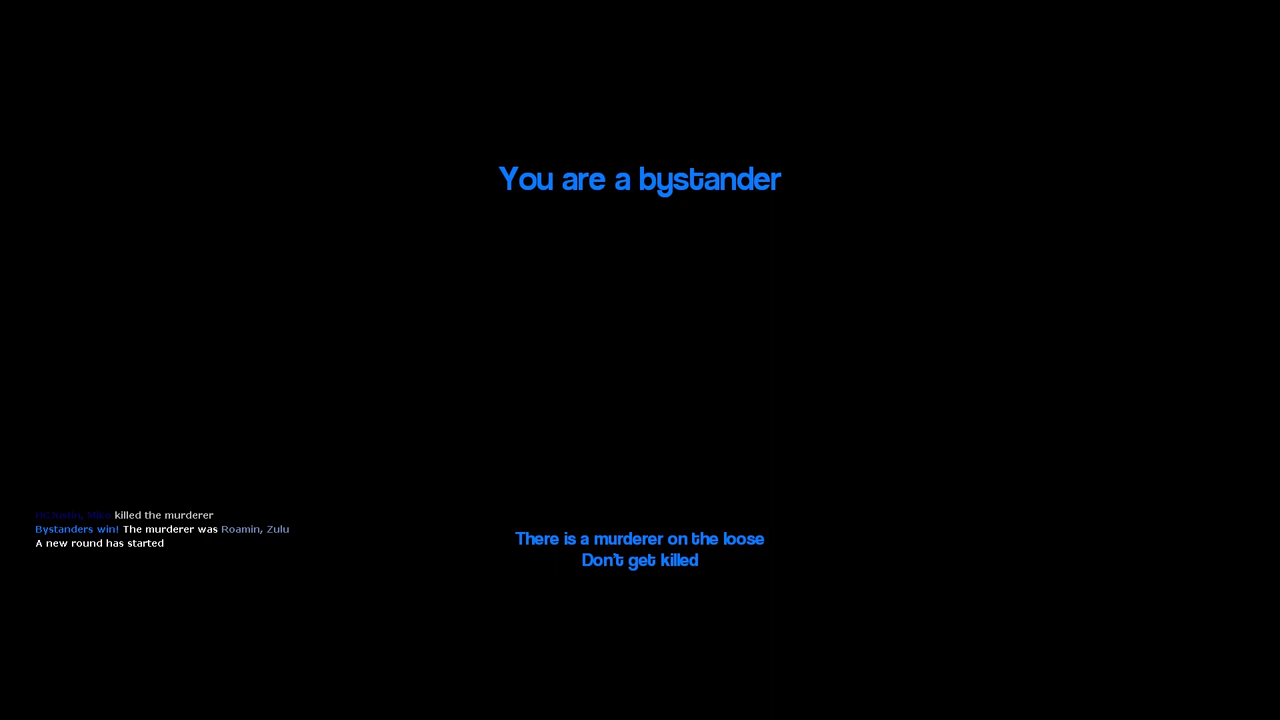 You are a bystander
killed the murderer
Bystanders win! The murderer was Roamin, Zulu
A new round has started
There is a murderer on the loose
Don't get killed